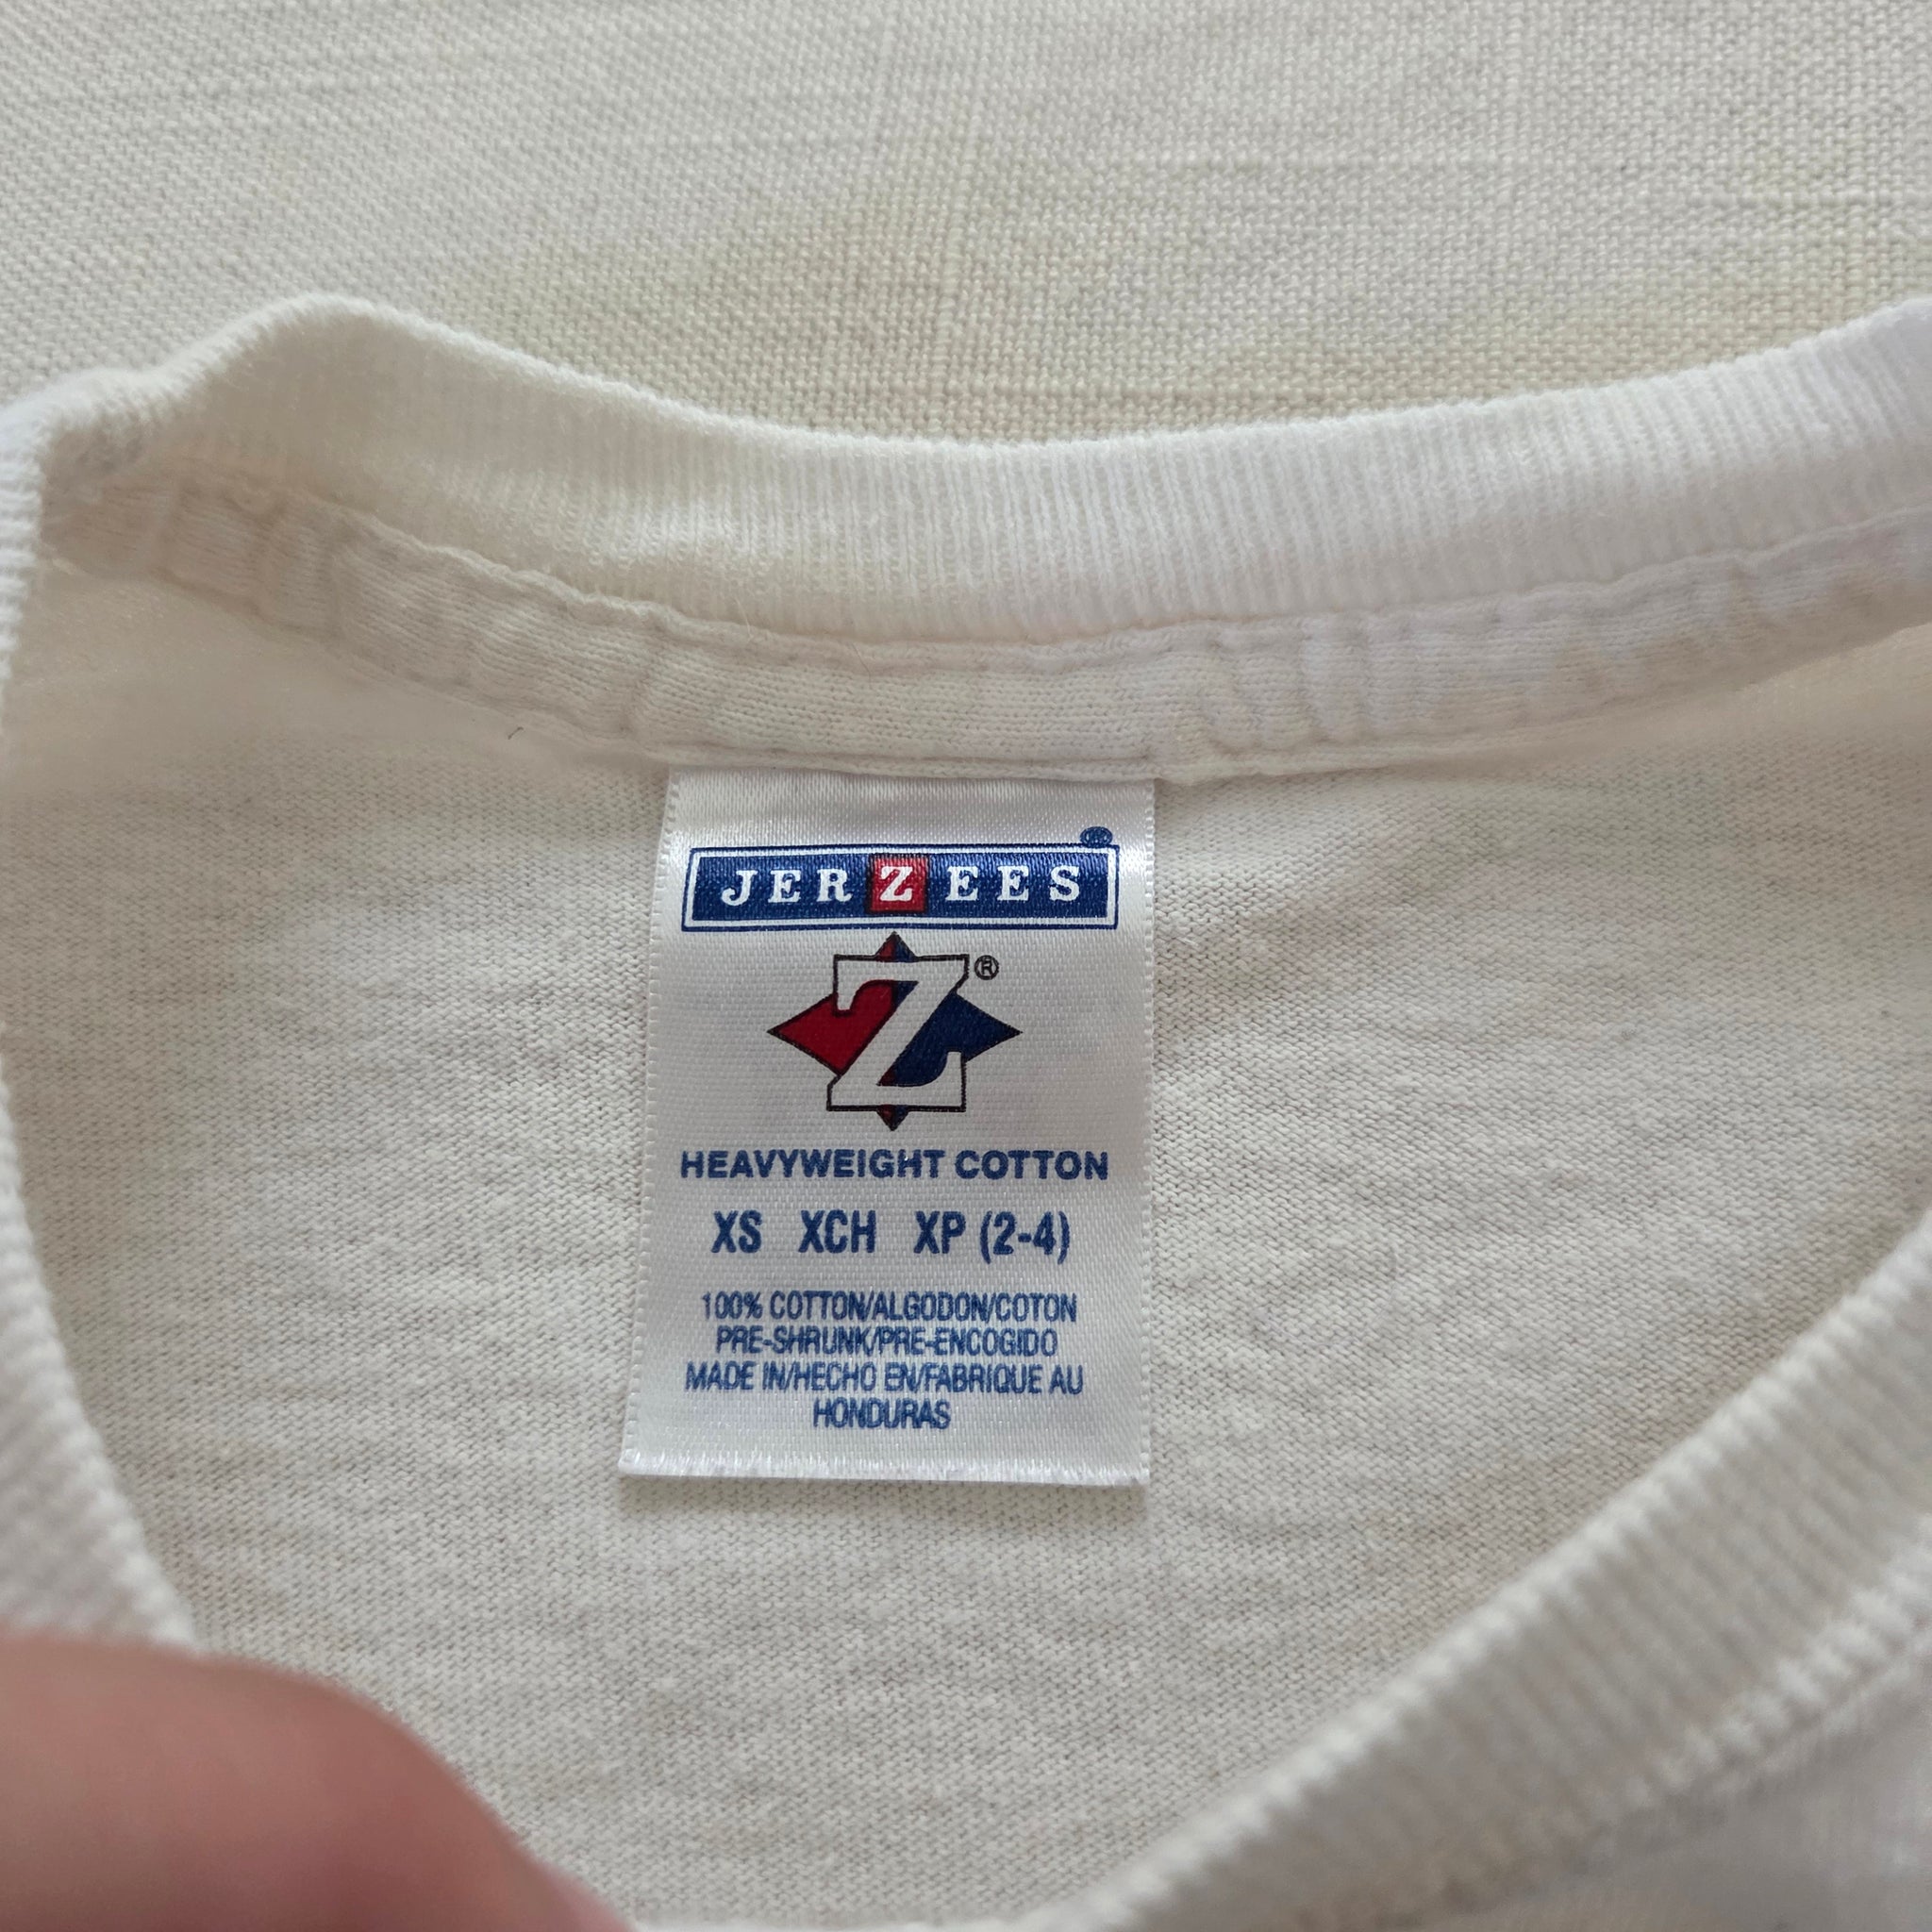 JERZEES
Z®
HEAVYWEIGHT COTTON
XS XCH XP (2-4)
100% COTTON/ALGODON/COTON
PRE-SHRUNK/PRE-ENCOGIDO
MADE IN/HECHO EN/FABRIQUE AU
HONDURAS